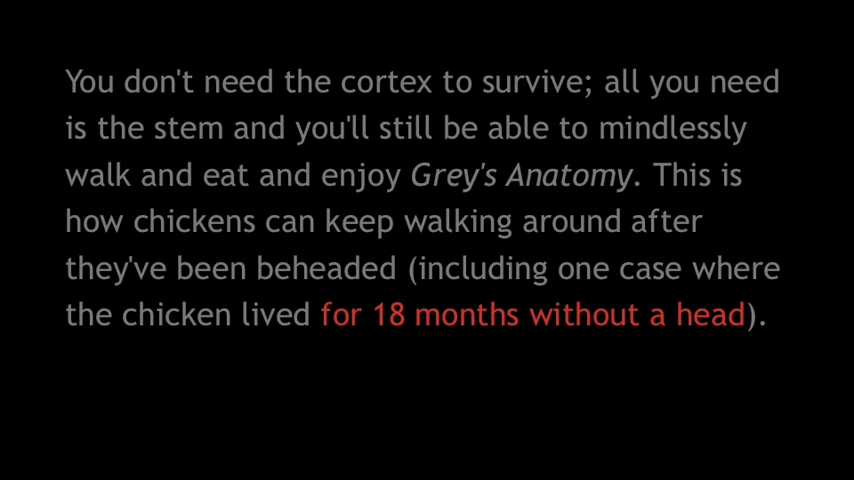 You don't need the cortex to survive; all you need
is the stem and you'll still be able to mindlessly
walk and eat and enjoy Grey's Anatomy. This is
how chickens can keep walking around after
they've been beheaded (including one case where
the chicken lived for 18 months without a head).